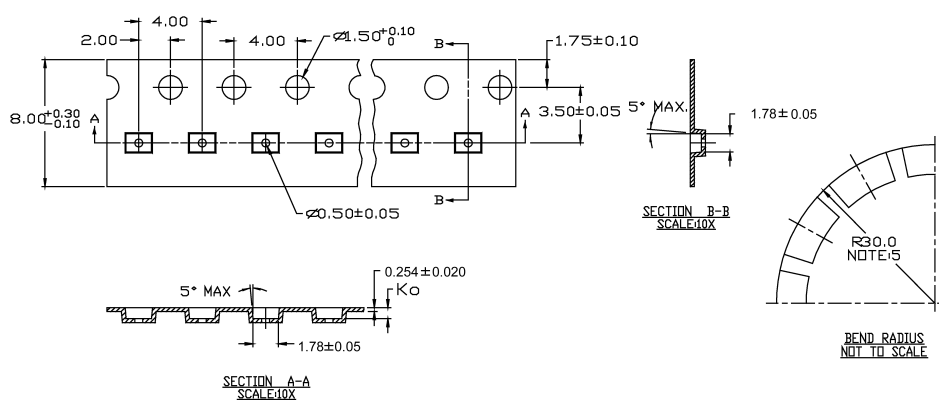 4.00
2.00
4.00
⌀1.50 +0.10 0
B
1.75±0.10
8.00 +0.30 -0.10
A
A
3.50±0.05
5° MAX.
1.78±0.05
⌀0.50±0.05
B
SECTION B-B
SCALE:10X
R30.0
NOTE:5
0.254±0.020
5° MAX
Ko
1.78±0.05
BEND RADIUS
NOT TO SCALE
SECTION A-A
SCALE:10X